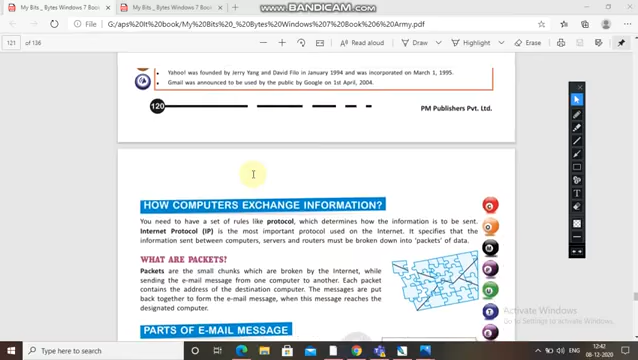 WWW.BANDICAM.COM
My Bits _ Bytes Windows 7 Book
My Bits _ Bytes Windows 7 Book
G:/aps%20It%20book/My%20Bits%20_%20Bytes%20Windows%207%20Book%206%20Army.pdf
121 of 136
Read aloud
Draw
Highlight
Erase
Yahoo! was founded by Jerry Yang and David Filo in January 1994 and was incorporated on March 1, 1995.
Gmail was announced to be used by the public by Google on 1st April, 2004.
120
PM Publishers Pvt. Ltd.
HOW COMPUTERS EXCHANGE INFORMATION?
You need to have a set of rules like protocol, which determines how the information is to be sent.
Internet Protocol (IP) is the most important protocol used on the Internet. It specifies that the
information sent between computers, servers and routers must be broken down into 'packets' of data.
WHAT ARE PACKETS?
Packets are the small chunks which are broken by the Internet, while
sending the e-mail message from one computer to another. Each packet
contains the address of the destination computer. The messages are put
back together to form the e-mail message, when this message reaches the
designated computer.
C
O
M
P
U
T
PARTS OF E-MAIL MESSAGE
Activate Windows
Go to Settings to activate Windows.
Type here to search
ENG
12:42
08-12-2020